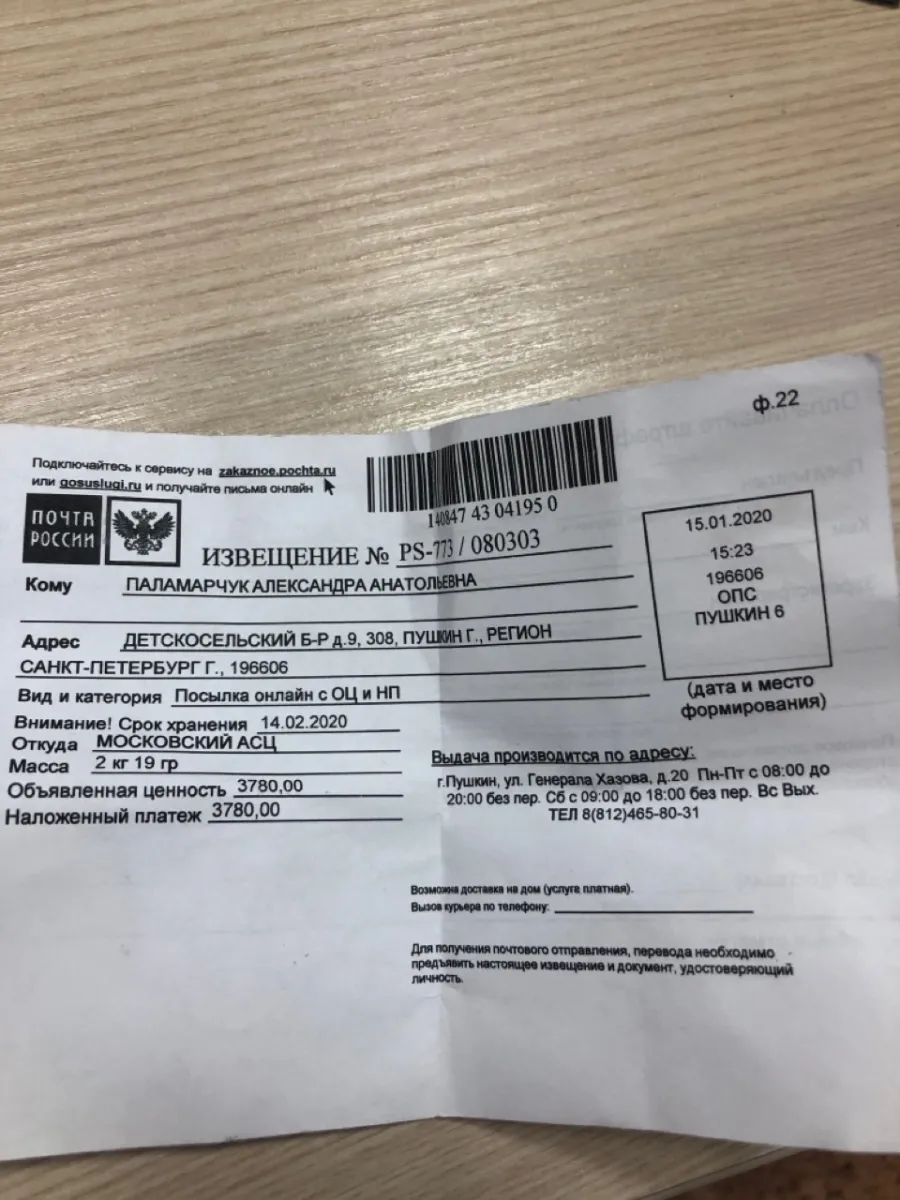 ф.22
Подключайтесь к сервису на zakaznoe.pochta.ru
или gosuslugi.ru и получайте письма онлайн
140847 43 04195 0
ПОЧТА
РОССИИ
ИЗВЕЩЕНИЕ № PS-773 / 080303
15.01.2020
15:23
196606
ОПС
ПУШКИН 6
(дата и место
формирования)
Кому ПАЛАМАРЧУК АЛЕКСАНДРА АНАТОЛЬЕВНА
Адрес ДЕТСКОСЕЛЬСКИЙ Б-Р д.9, 308, ПУШКИН Г., РЕГИОН
САНКТ-ПЕТЕРБУРГ Г., 196606
Вид и категория Посылка онлайн с ОЦ и НП
Внимание! Срок хранения 14.02.2020
Откуда МОСКОВСКИЙ АСЦ
Масса 2 кг 19 гр
Объявленная ценность 3780,00
Наложенный платеж 3780,00
Выдача производится по адресу:
г.Пушкин, ул. Генерала Хазова, д.20 Пн-Пт с 08:00 до
20:00 без пер. Сб с 09:00 до 18:00 без пер. Вс Вых.
ТЕЛ 8(812)465-80-31
Возможна доставка на дом (услуга платная).
Вызов курьера по телефону:
Для получения почтового отправления, перевода необходимо
предъявить настоящее извещение и документ, удостоверяющий
личность.